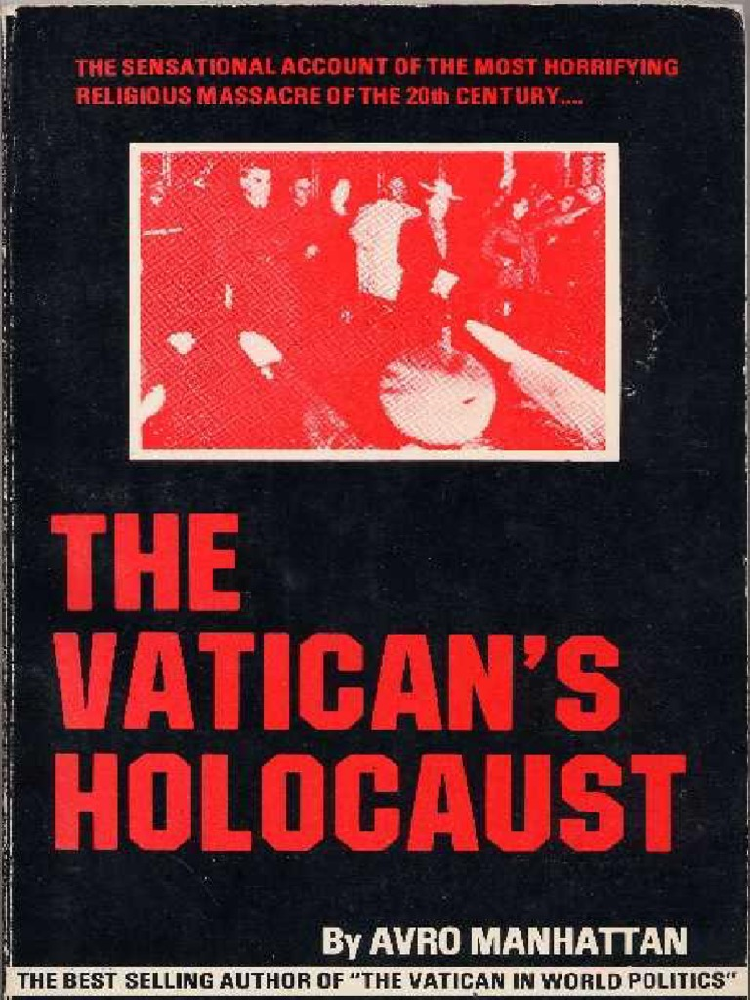 THE SENSATIONAL ACCOUNT OF THE MOST HORRIFYING
RELIGIOUS MASSACRE OF THE 20th CENTURY....
THE
VATICAN'S
HOLOCAUST
By AVRO MANHATTAN
THE BEST SELLING AUTHOR OF "THE VATICAN IN WORLD POLITICS"